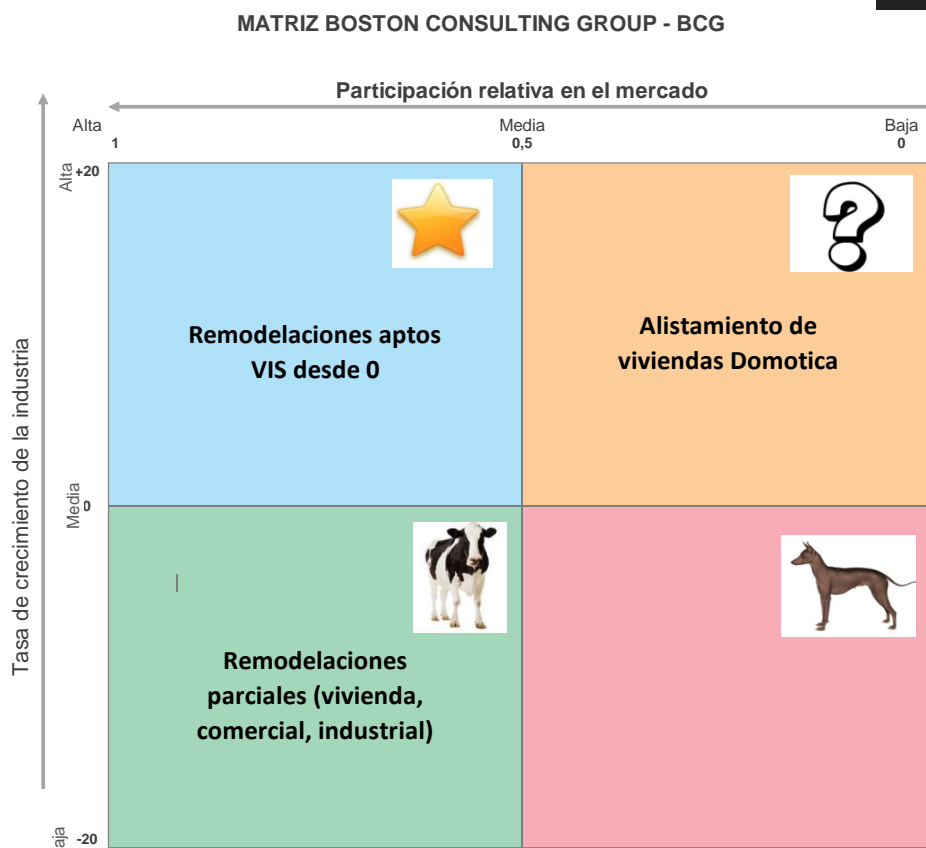 MATRIZ BOSTON CONSULTING GROUP - BCG
Participación relativa en el mercado
Alta
Media
Baja
1
0,5
0
Alta
+20
Remodelaciones aptos
VIS desde 0
?
Alistamiento de
viviendas Domotica
Tasa de crecimiento de la industria
Media
0
Remodelaciones
parciales (vivienda,
comercial, industrial)
aja
-20